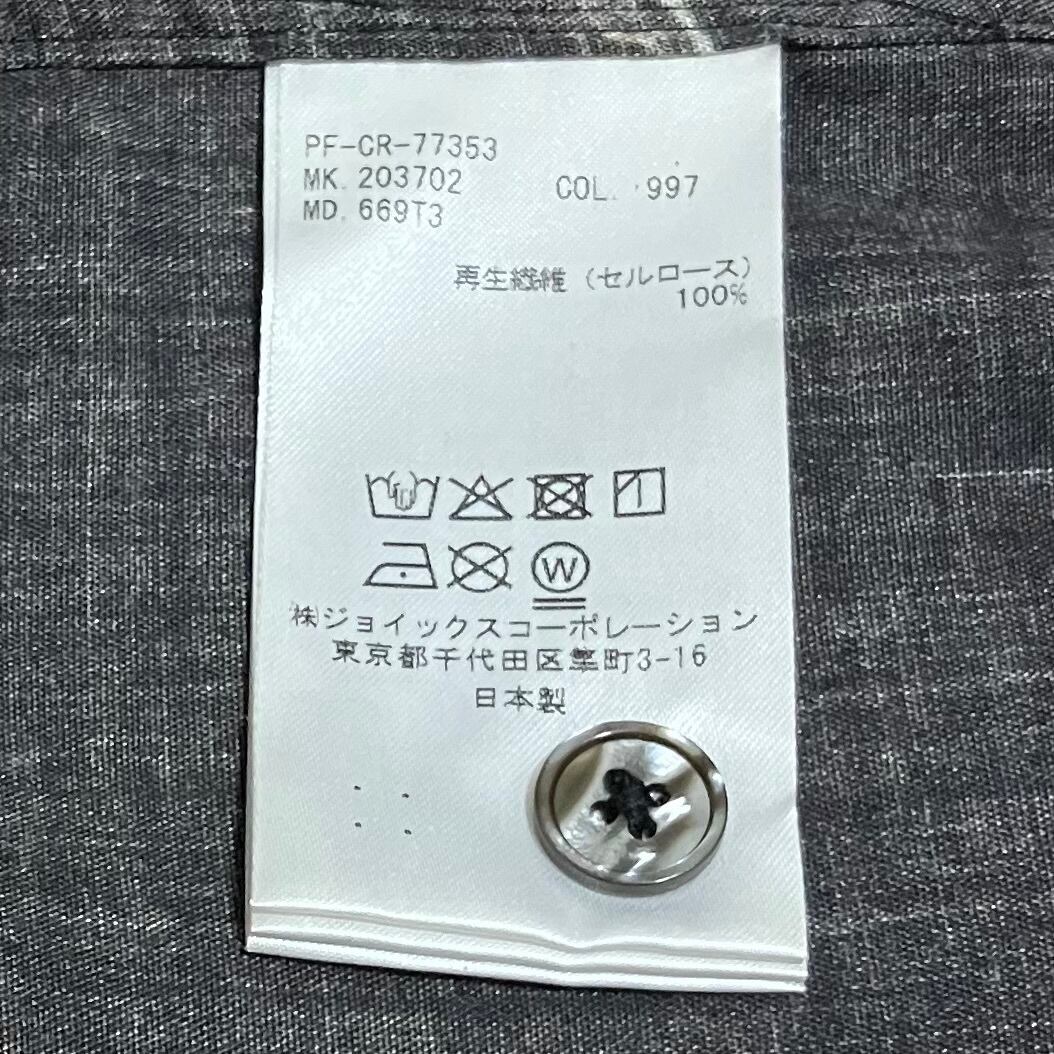 PF-CR-77353
MK. 203702 COL. 997
MD. 669T3
再生繊維 (セルロース)
100%
W
(株)ジョイックスコーポレーション
東京都千代田区隼町3-16
日本製